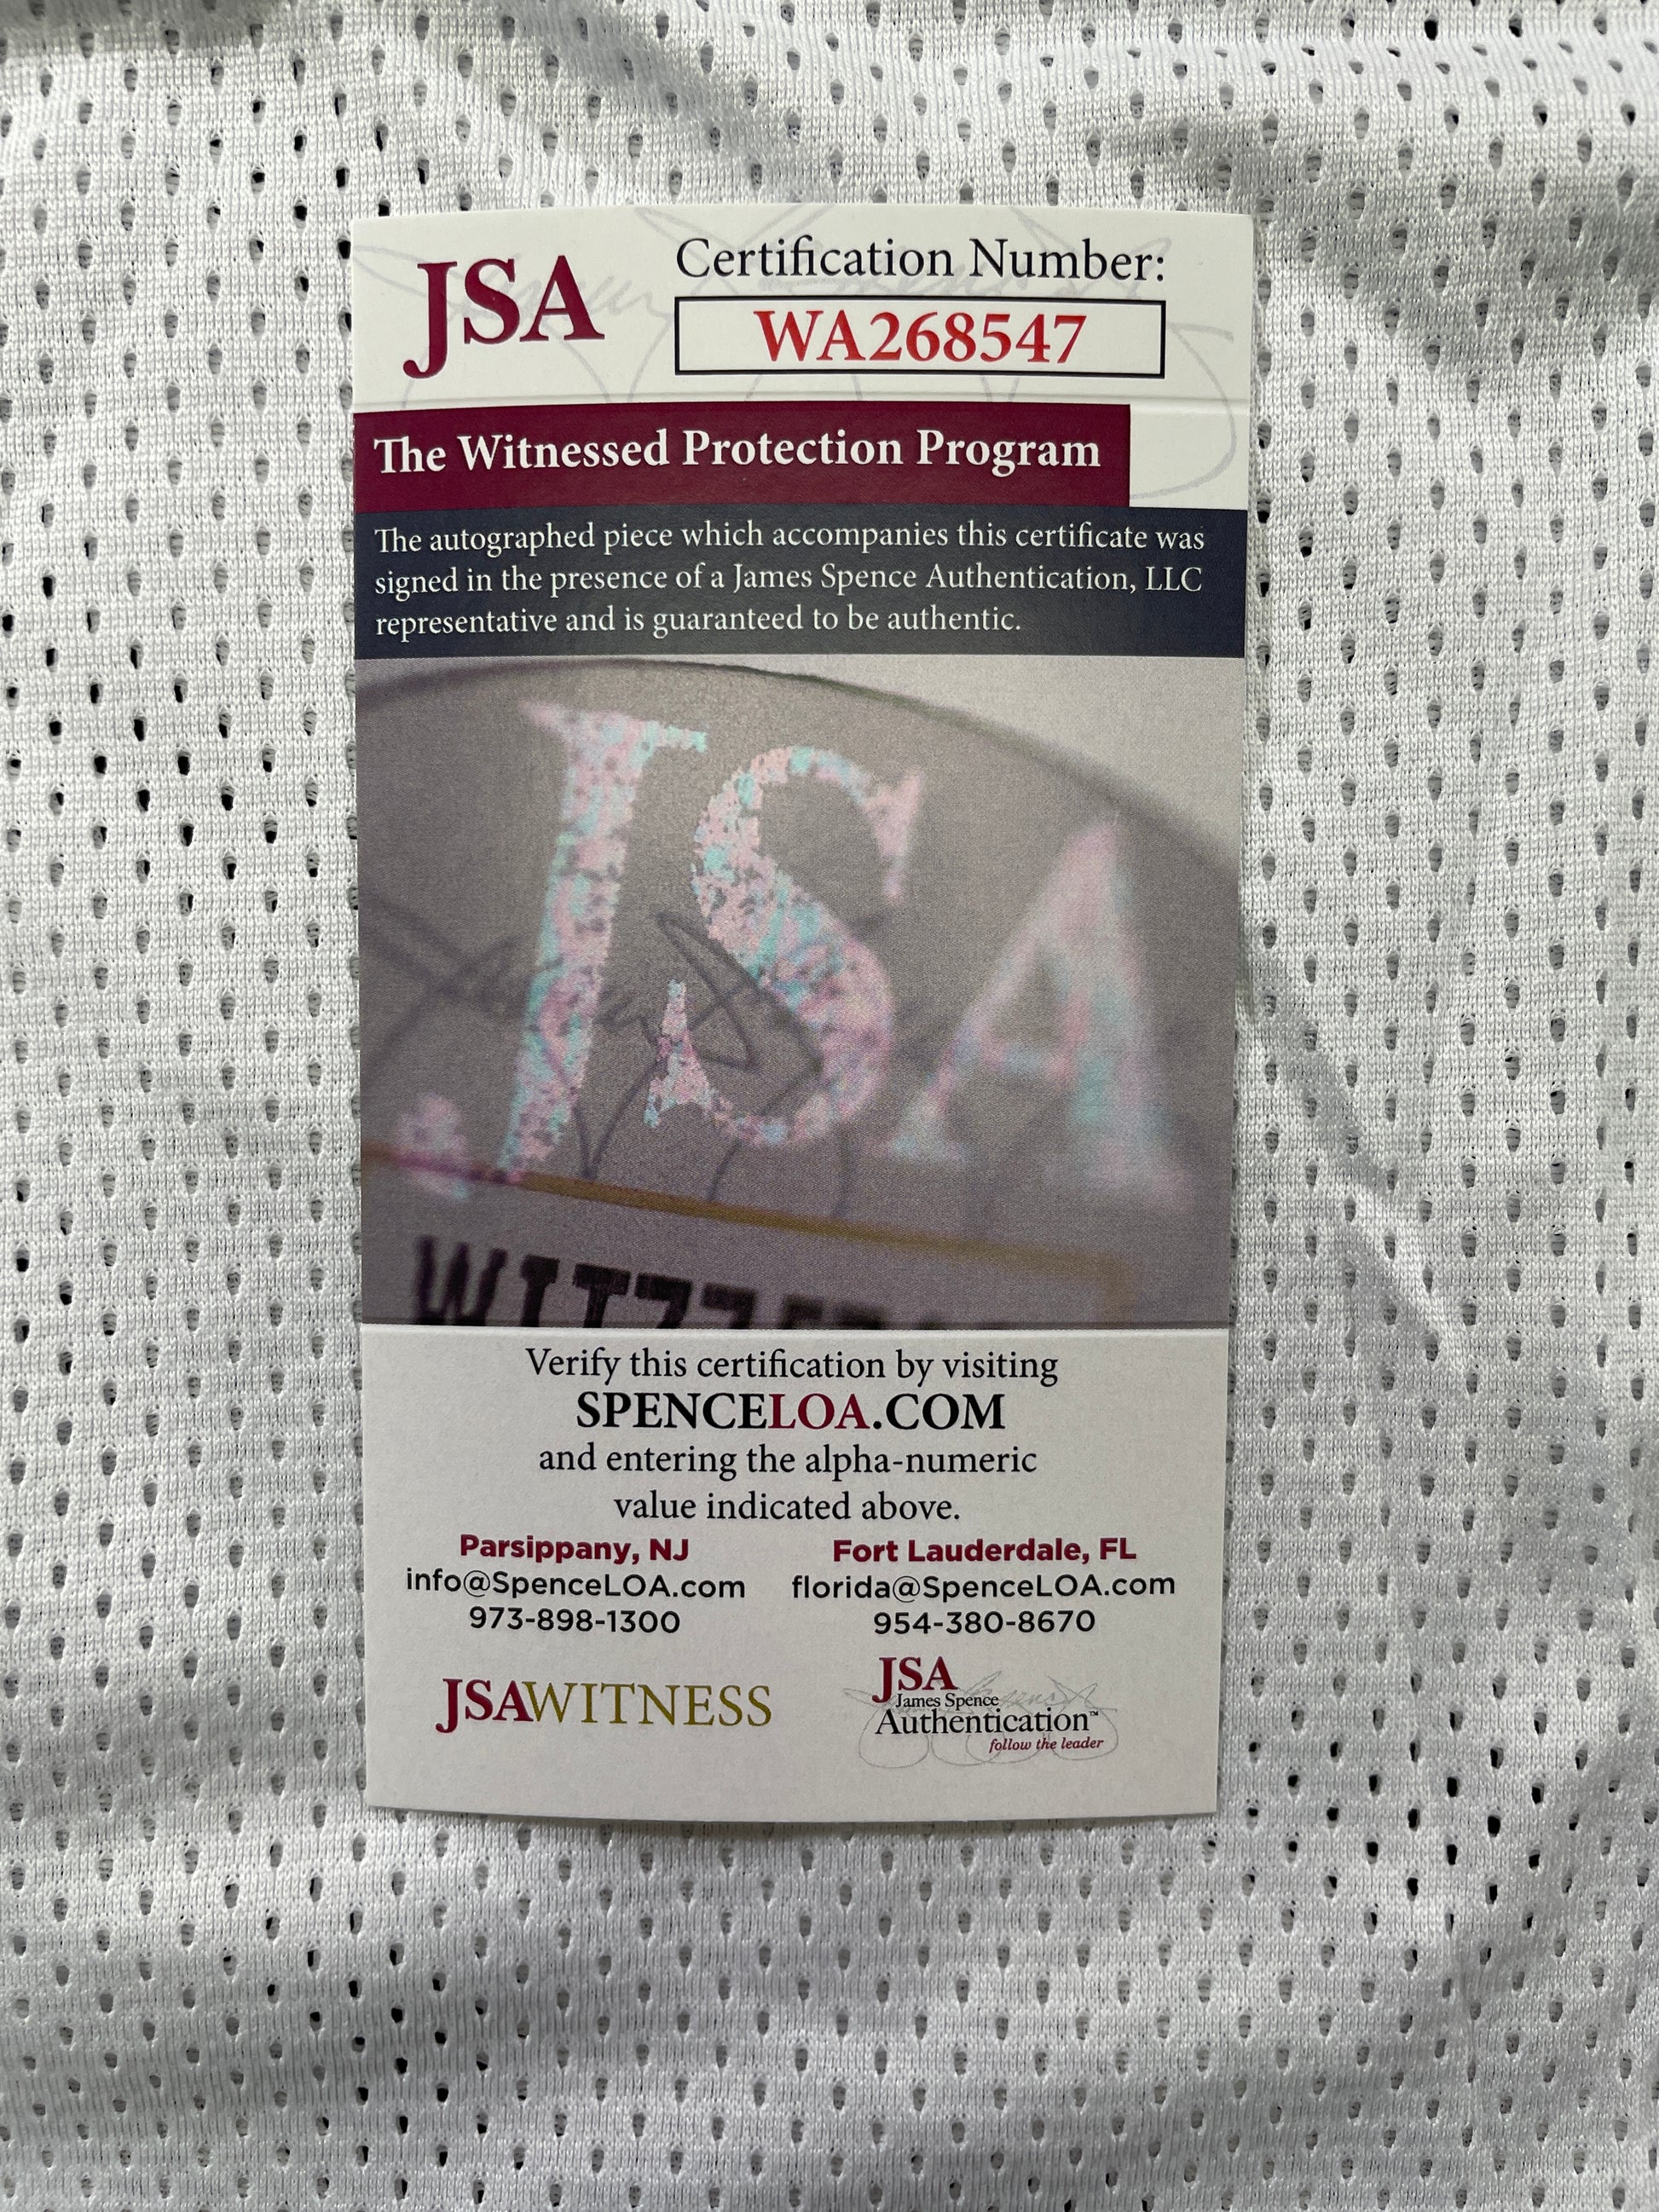 JSA
Certification Number:
WA268547
The Witnessed Protection Program
The autographed piece which accompanies this certificate was
signed in the presence of a James Spence Authentication, LLC
representative and is guaranteed to be authentic.
JSA
Verify this certification by visiting
SPENCELOA.COM
and entering the alpha-numeric
value indicated above.
Parsippany, NJ
info@SpenceLOA.com
973-898-1300
Fort Lauderdale, FL
florida@SpenceLOA.com
954-380-8670
JSAWITNESS
JSA
James Spence
Authentication™
follow the leader